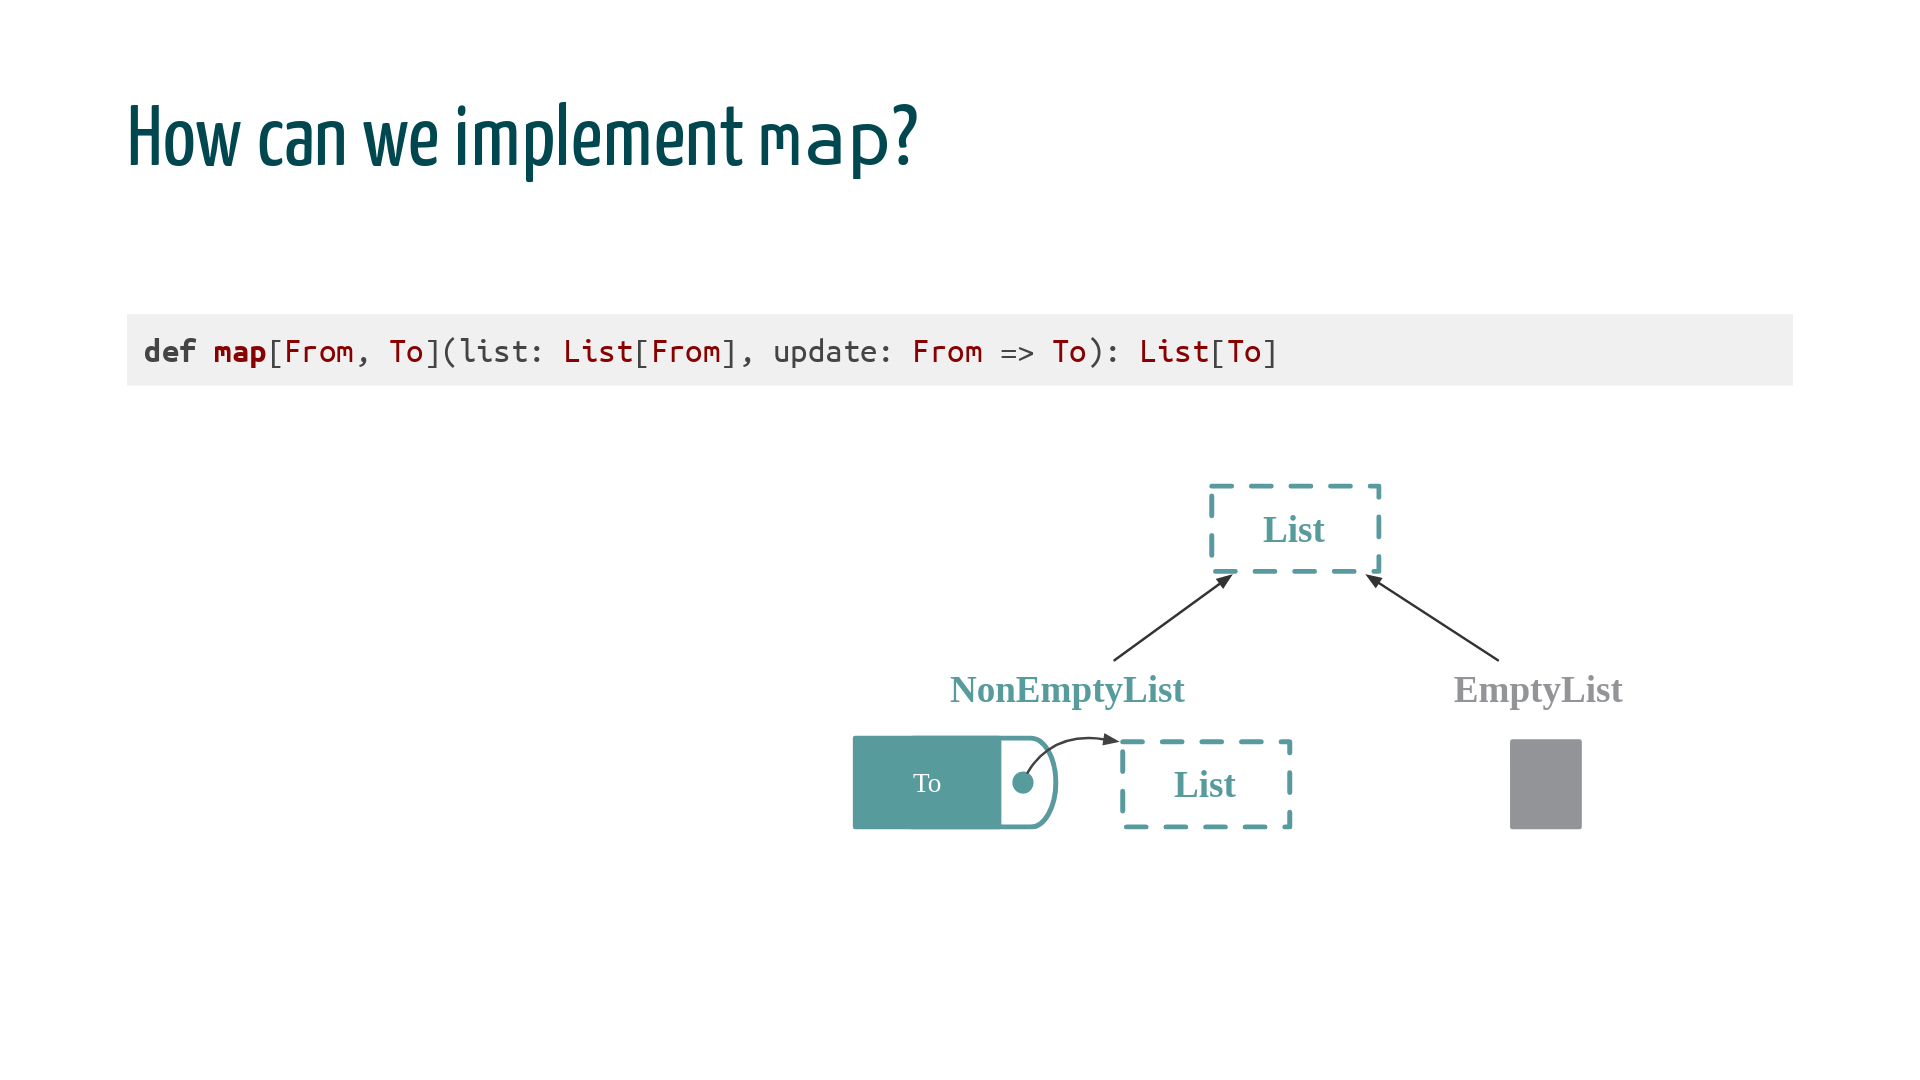 How can we implement map?
def map[From, To](list: List[From], update: From => To): List[To]
List
NonEmptyList
EmptyList
To
List